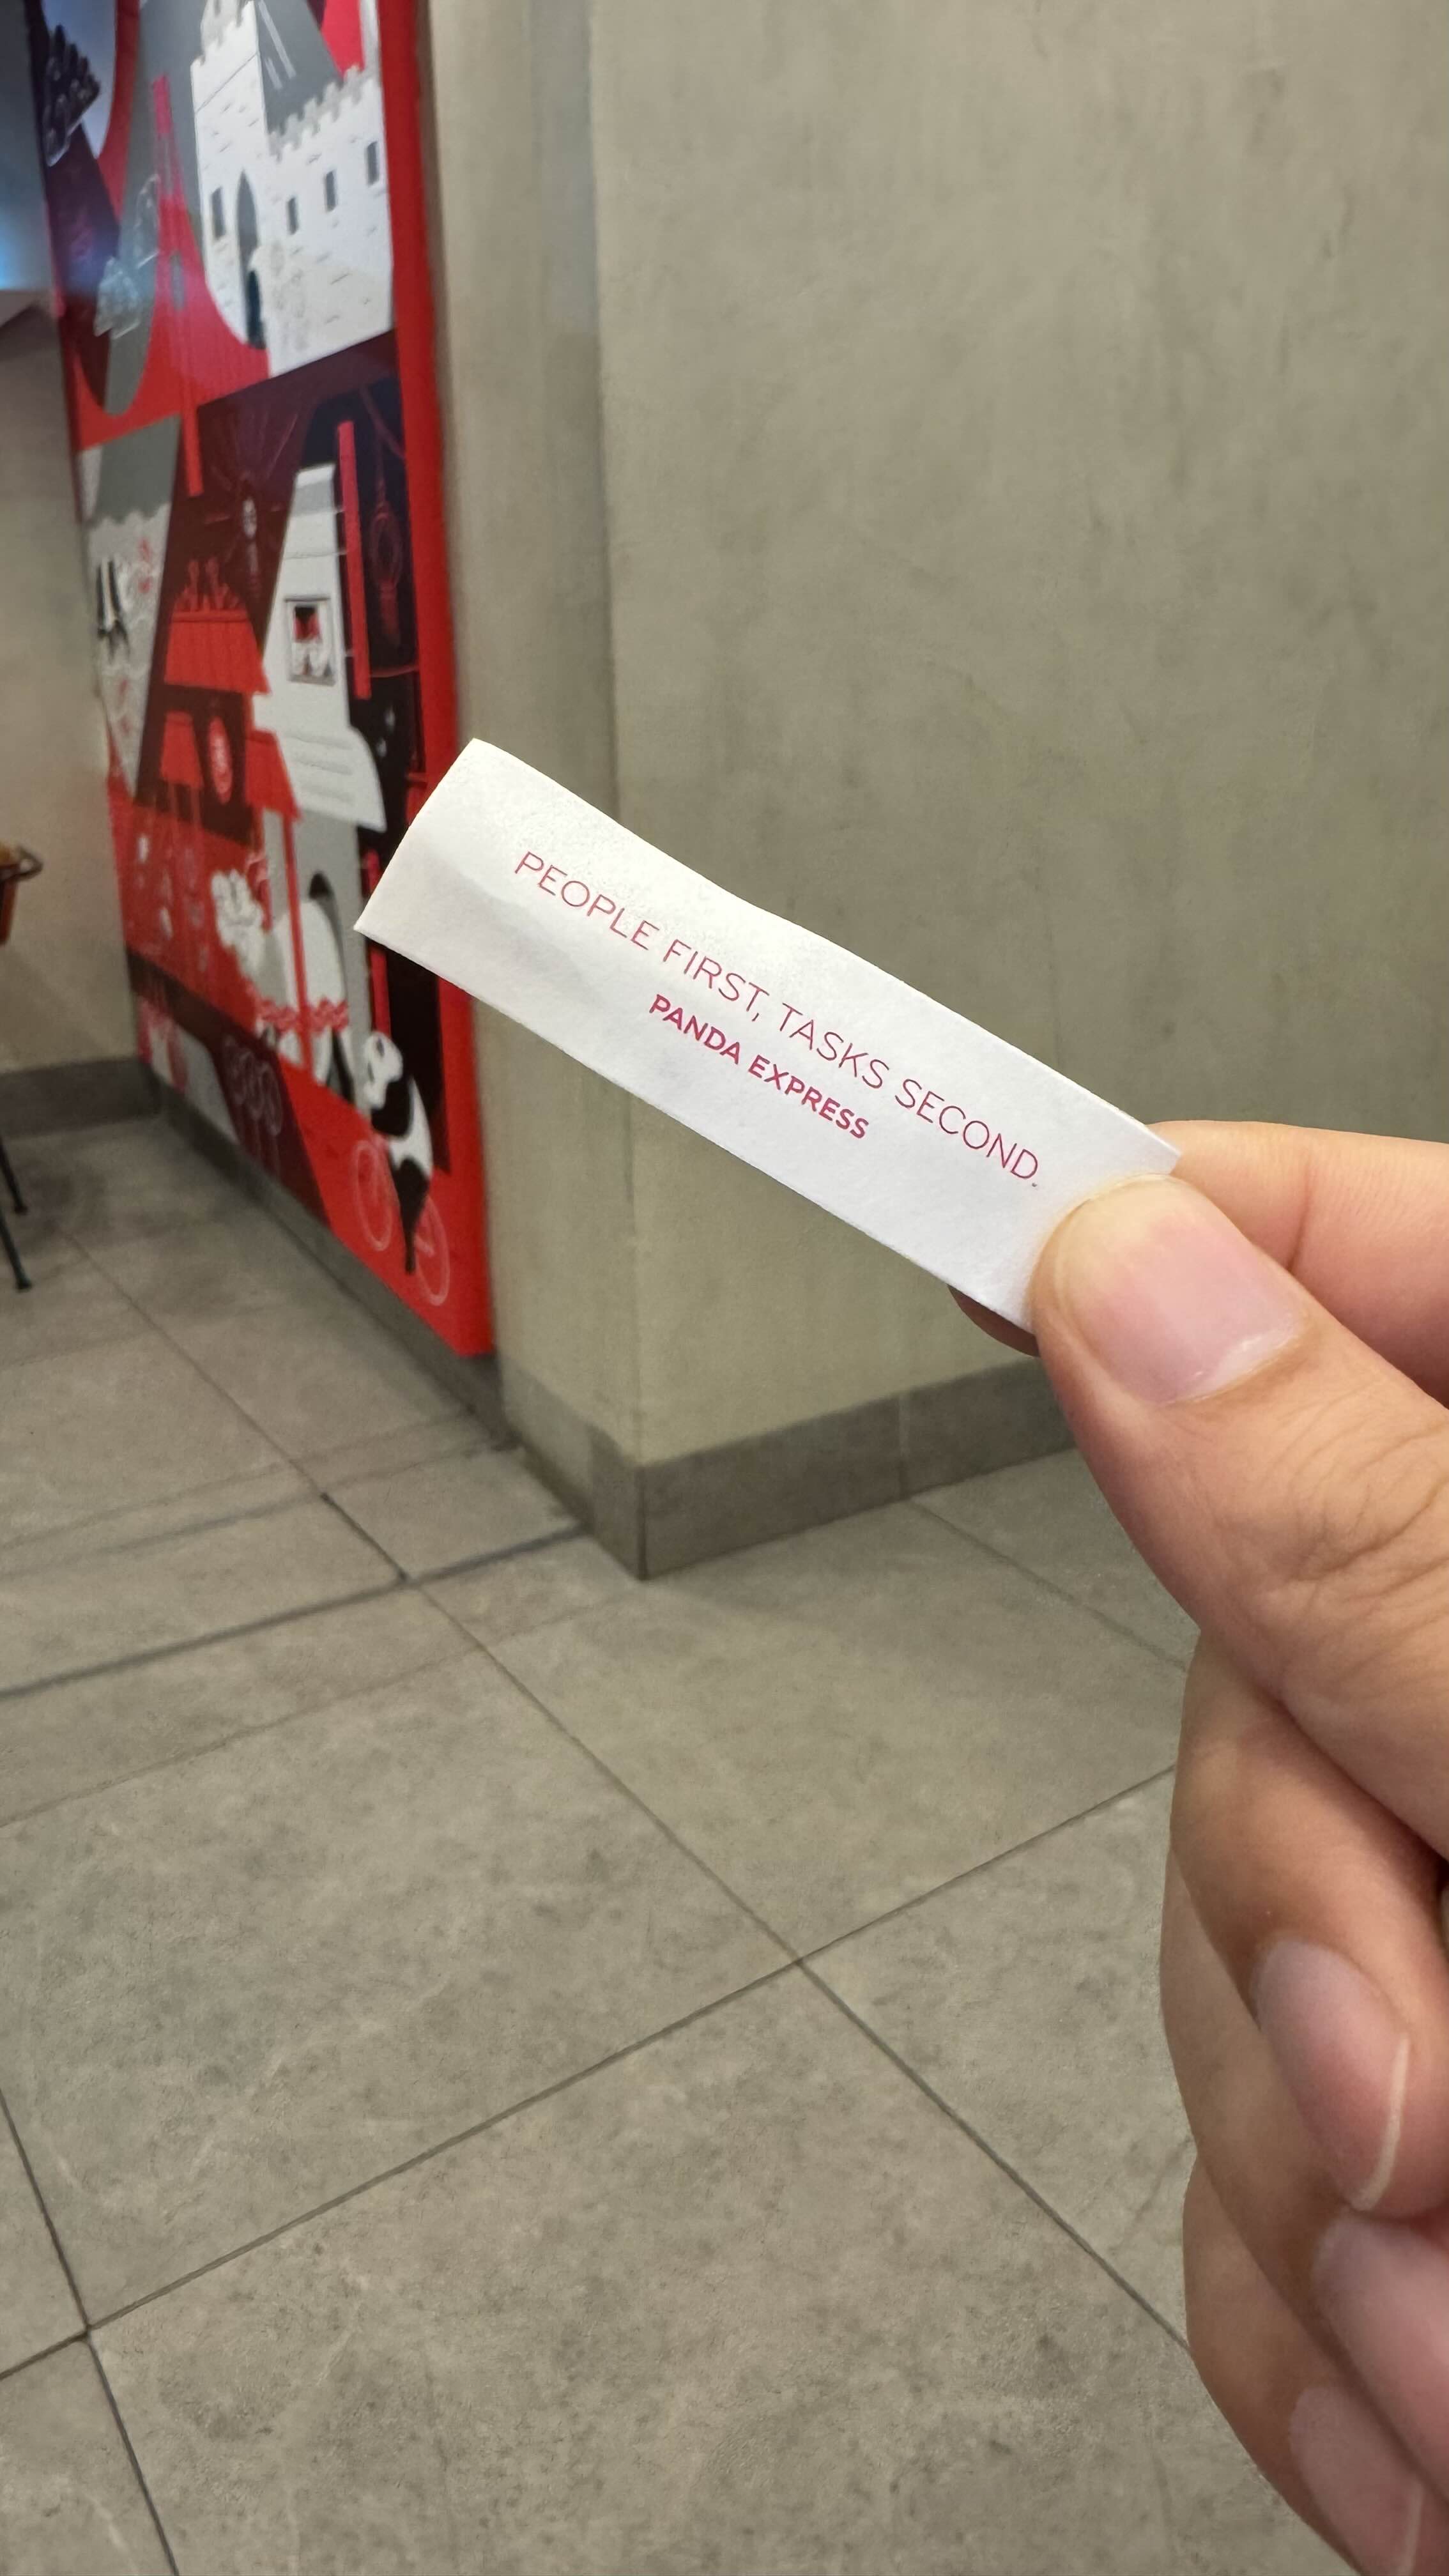 PEOPLE FIRST, TASKS SECOND.
PANDA EXPRESS